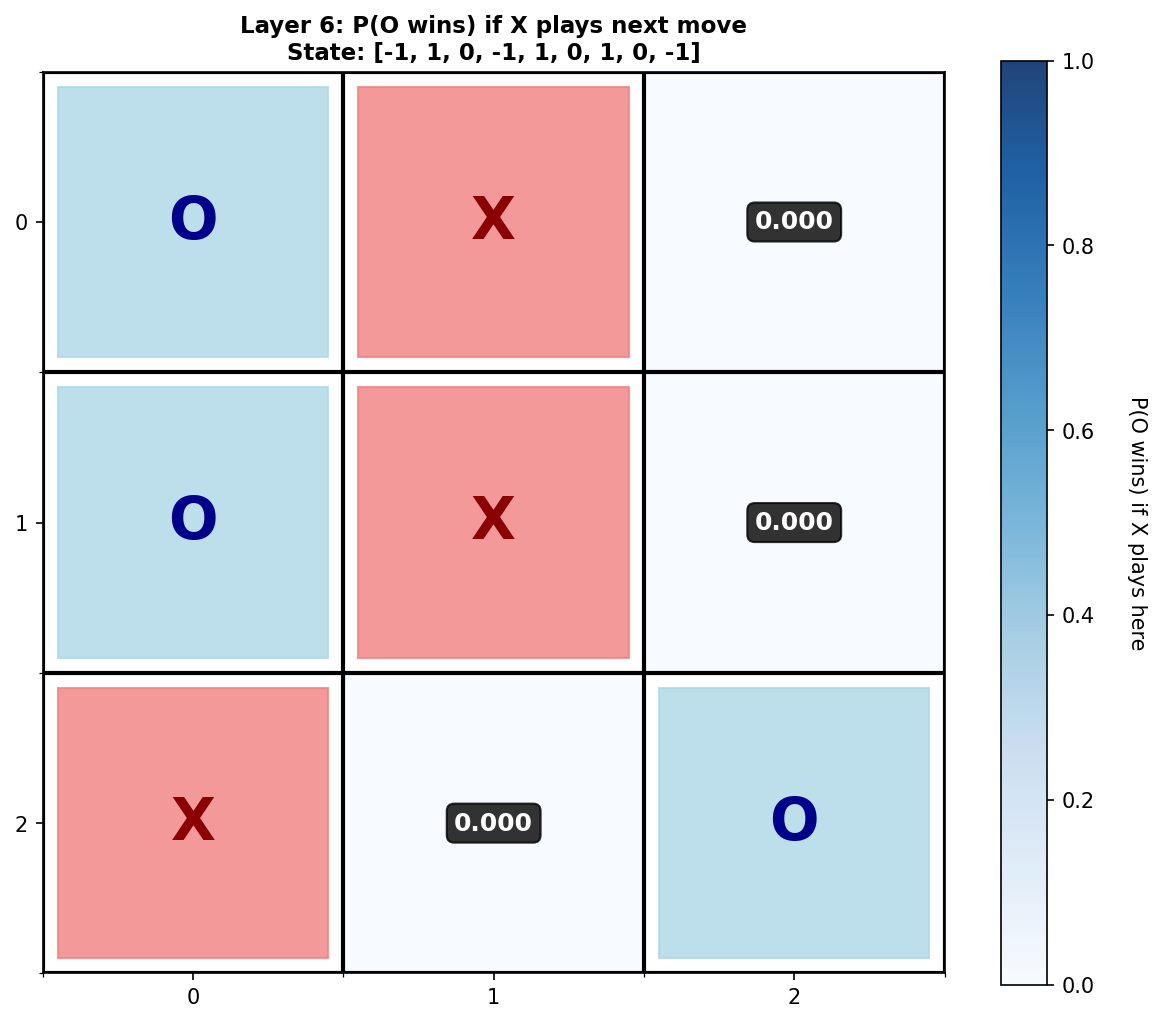 Layer 6: P(O wins) if X plays next move
State: [-1, 1, 0, -1, 1, 0, 1, 0, -1]
1.0
0.8
0.6
0.4
0.2
0.0
P(O wins) if X plays here
0
O
X
0.000
1
O
X
0.000
2
X
0.000
O
0
1
2